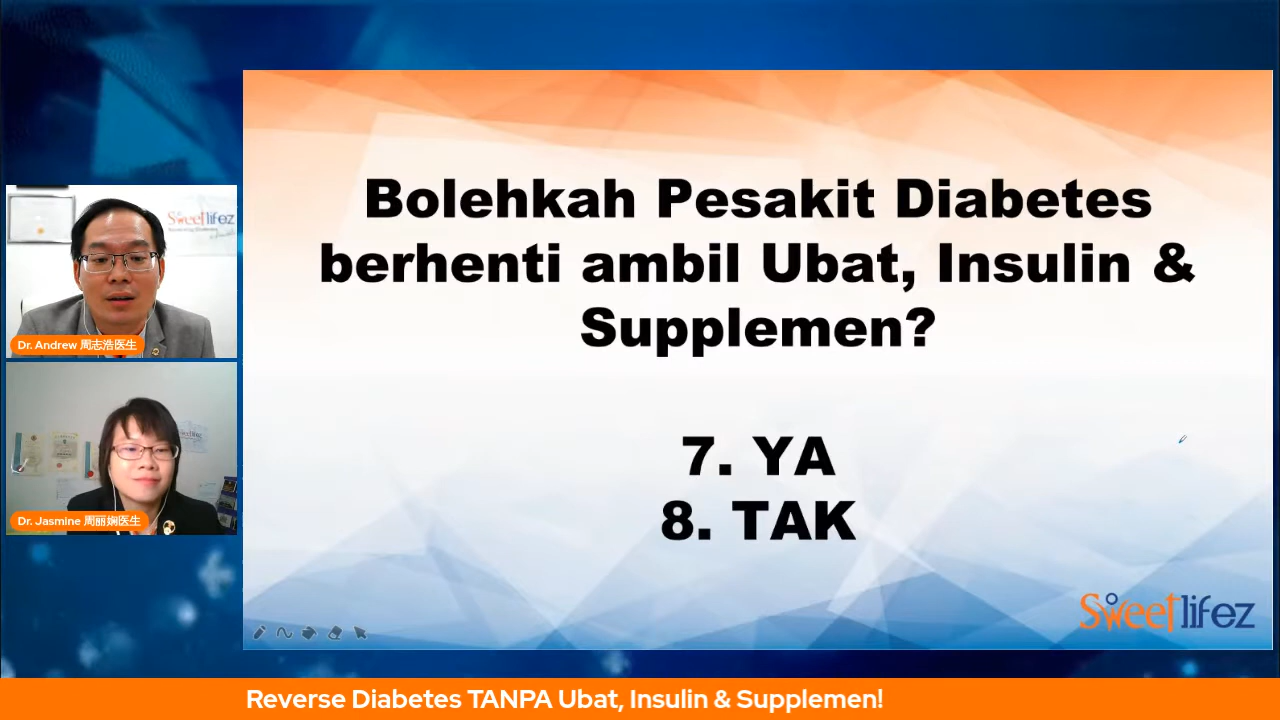 Bolehkah Pesakit Diabetes
berhenti ambil Ubat, Insulin &
Supplemen?
7. YA
8. TAK
Sweetlifez
Sweetlifez
Dr. Andrew 周志浩医生
Dr. Jasmine 周丽娴医生
Reverse Diabetes TANPA Ubat, Insulin & Supplemen!